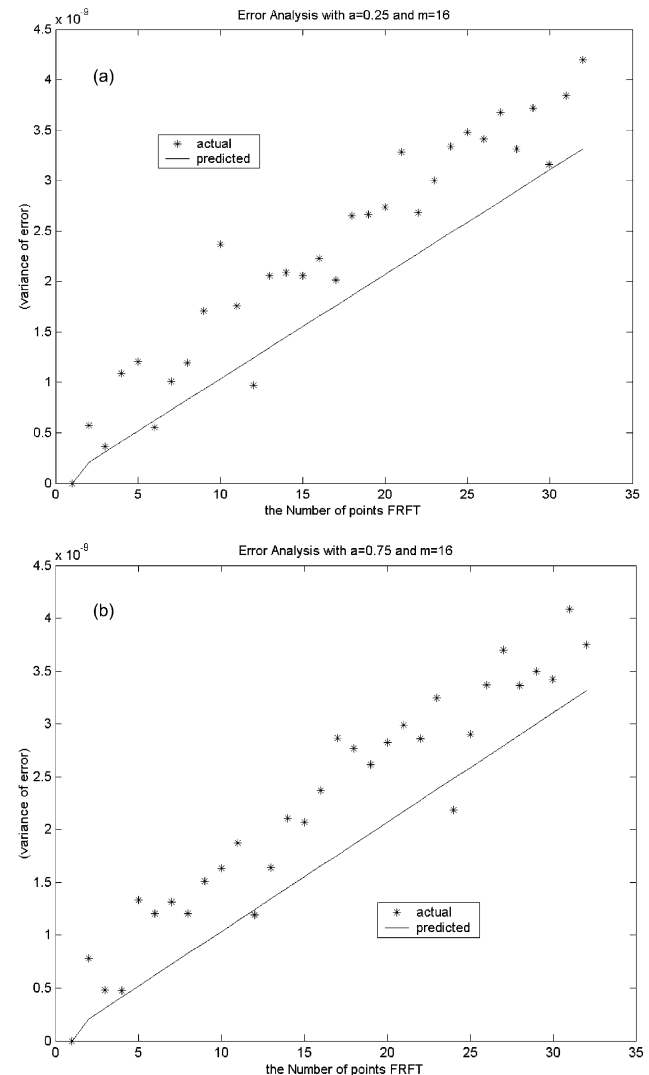 Error Analysis with a=0.25 and m=16
x 10^-9
(a)
actual
predicted
4.5
4
3.5
3
2.5
2
1.5
1
0.5
0
(variance of error)
0 5 10 15 20 25 30 35
the Number of points FRFT
Error Analysis with a=0.75 and m=16
x 10^-9
(b)
4.5
4
3.5
3
2.5
2
1.5
1
0.5
0
(variance of error)
actual
predicted
0 5 10 15 20 25 30 35
the Number of points FRFT